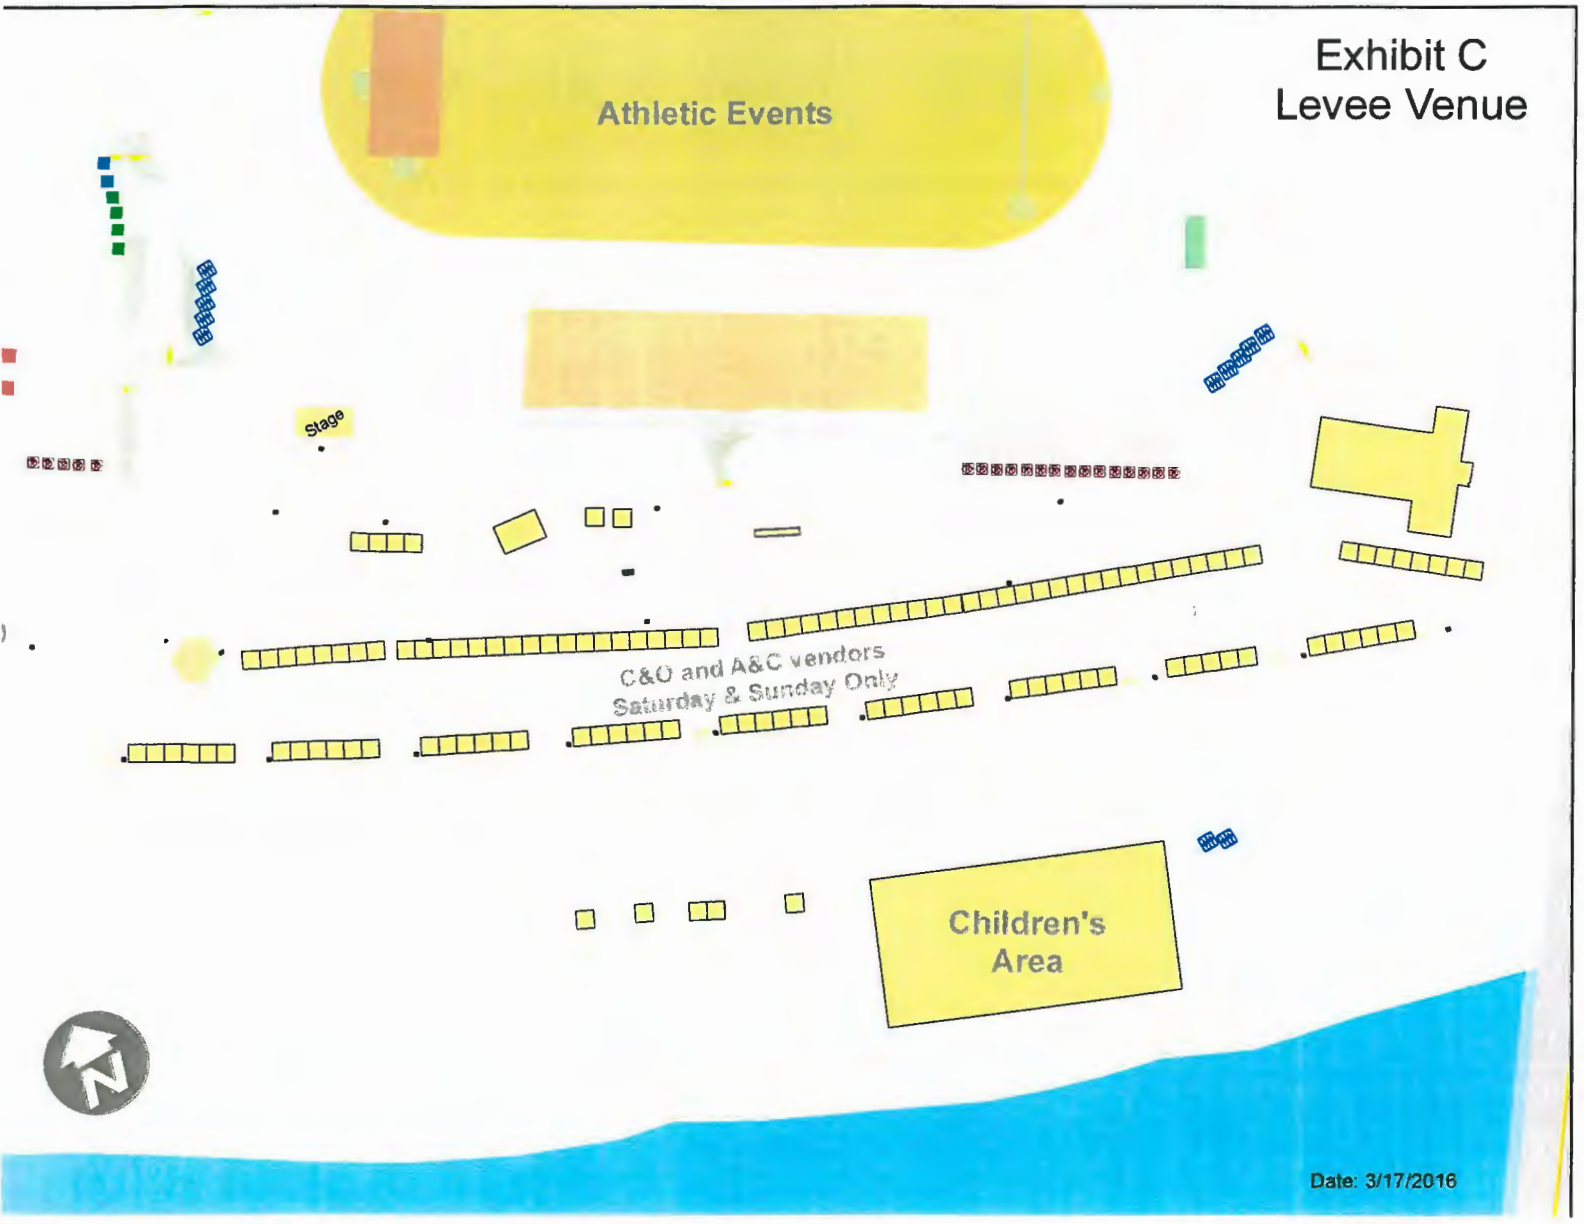 Exhibit C
Levee Venue
Athletic Events
Stage
C&O and A&C vendors
Saturday & Sunday Only
Children's
Area
N
Date: 3/17/2016